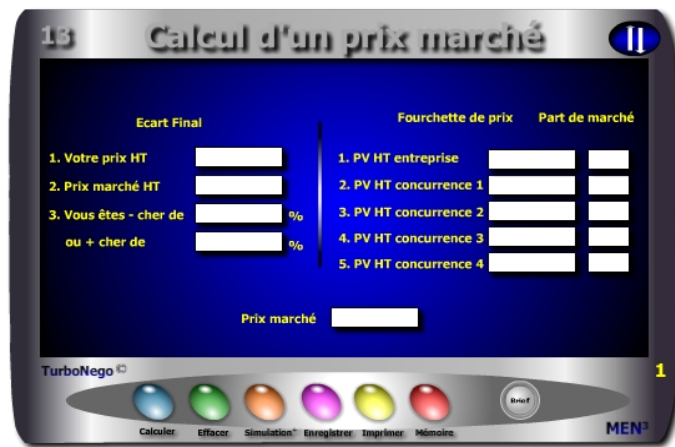 13 Calcul d'un prix marché
Ecart Final
1. Votre prix HT
2. Prix marché HT
3. Vous êtes - cher de %
ou + cher de %
Fourchette de prix Part de marché
1. PV HT entreprise
2. PV HT concurrence 1
3. PV HT concurrence 2
4. PV HT concurrence 3
5. PV HT concurrence 4
Prix marché
TurboNego ©
1
Calculer Effacer Simulation+ Enregistrer Imprimer Mémoire
Brief
MEN³